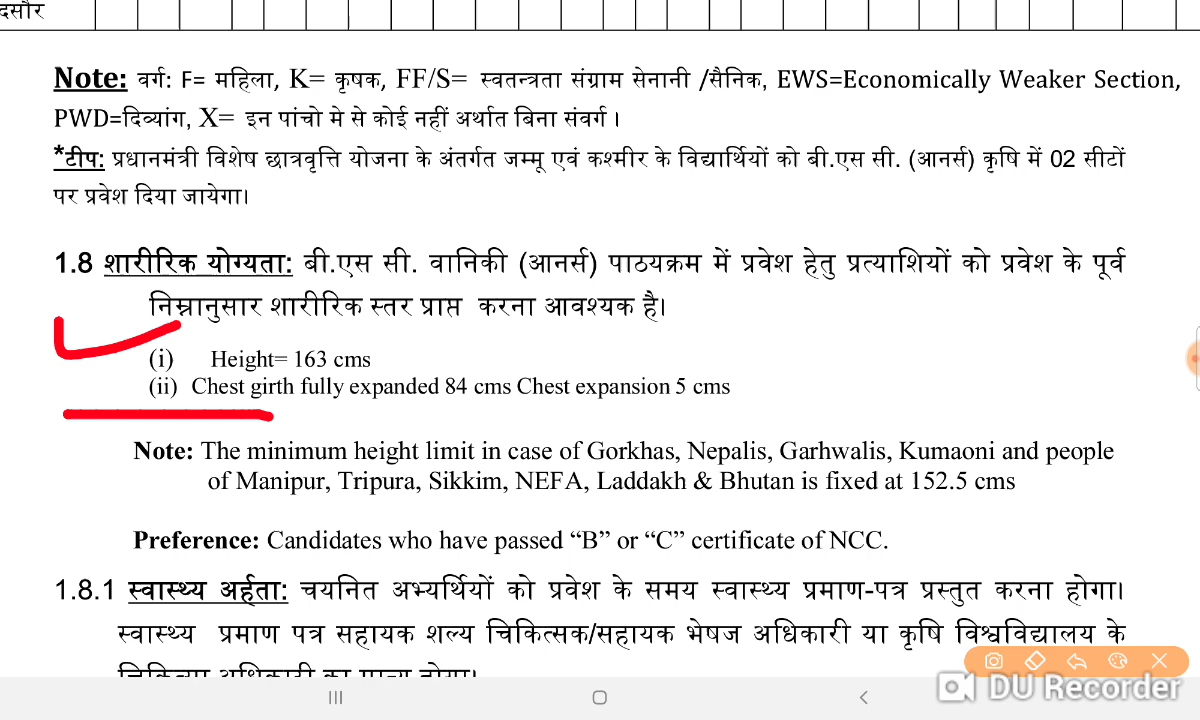 दसौर
Note: वर्ग: F= महिला, K= कृषक, FF/S= स्वतन्त्रता संग्राम सेनानी /सैनिक, EWS=Economically Weaker Section,
PWD=दिव्यांग, X= इन पांचो मे से कोई नहीं अर्थात बिना संवर्ग ।
*टीप: प्रधानमंत्री विशेष छात्रवृत्ति योजना के अंतर्गत जम्मू एवं कश्मीर के विद्यार्थियों को बी.एस सी. (आनर्स) कृषि में 02 सीटों
पर प्रवेश दिया जायेगा।
1.8 शारीरिक योग्यता: बी.एस सी. वानिकी (आनर्स) पाठयक्रम में प्रवेश हेतु प्रत्याशियों को प्रवेश के पूर्व
निम्नानुसार शारीरिक स्तर प्राप्त करना आवश्यक है।
(i) Height= 163 cms
(ii) Chest girth fully expanded 84 cms Chest expansion 5 cms
Note: The minimum height limit in case of Gorkhas, Nepalis, Garhwalis, Kumaoni and people
of Manipur, Tripura, Sikkim, NEFA, Laddakh & Bhutan is fixed at 152.5 cms
Preference: Candidates who have passed “B” or “C” certificate of NCC.
1.8.1 स्वास्थ्य अर्हता: चयनित अभ्यर्थियों को प्रवेश के समय स्वास्थ्य प्रमाण-पत्र प्रस्तुत करना होगा।
स्वास्थ्य प्रमाण पत्र सहायक शल्य चिकित्सक/सहायक भेषज अधिकारी या कृषि विश्वविद्यालय के
चिकित्सा अधिकारी का मान्य होगा।
DU Recorder